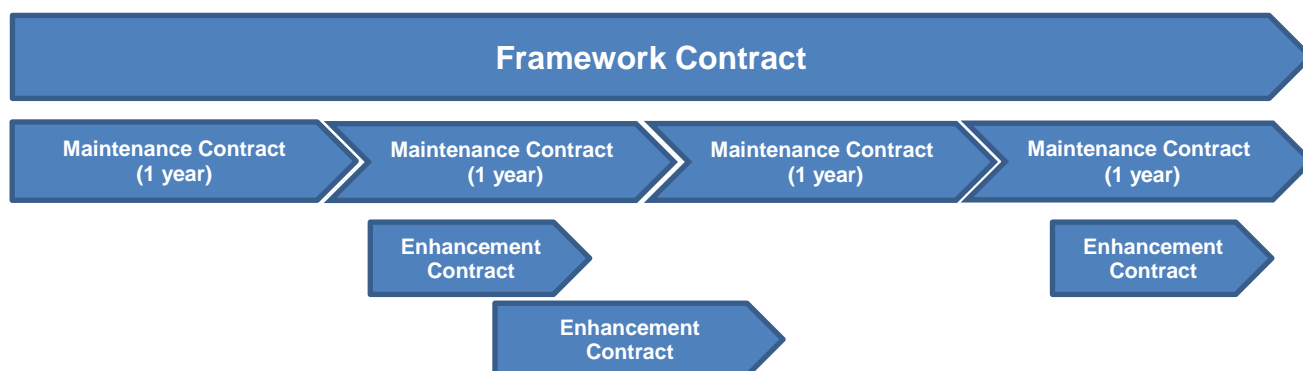 Framework Contract
Maintenance Contract
(1 year)
Maintenance Contract
(1 year)
Maintenance Contract
(1 year)
Maintenance Contract
(1 year)
Enhancement
Contract
Enhancement
Contract
Enhancement
Contract